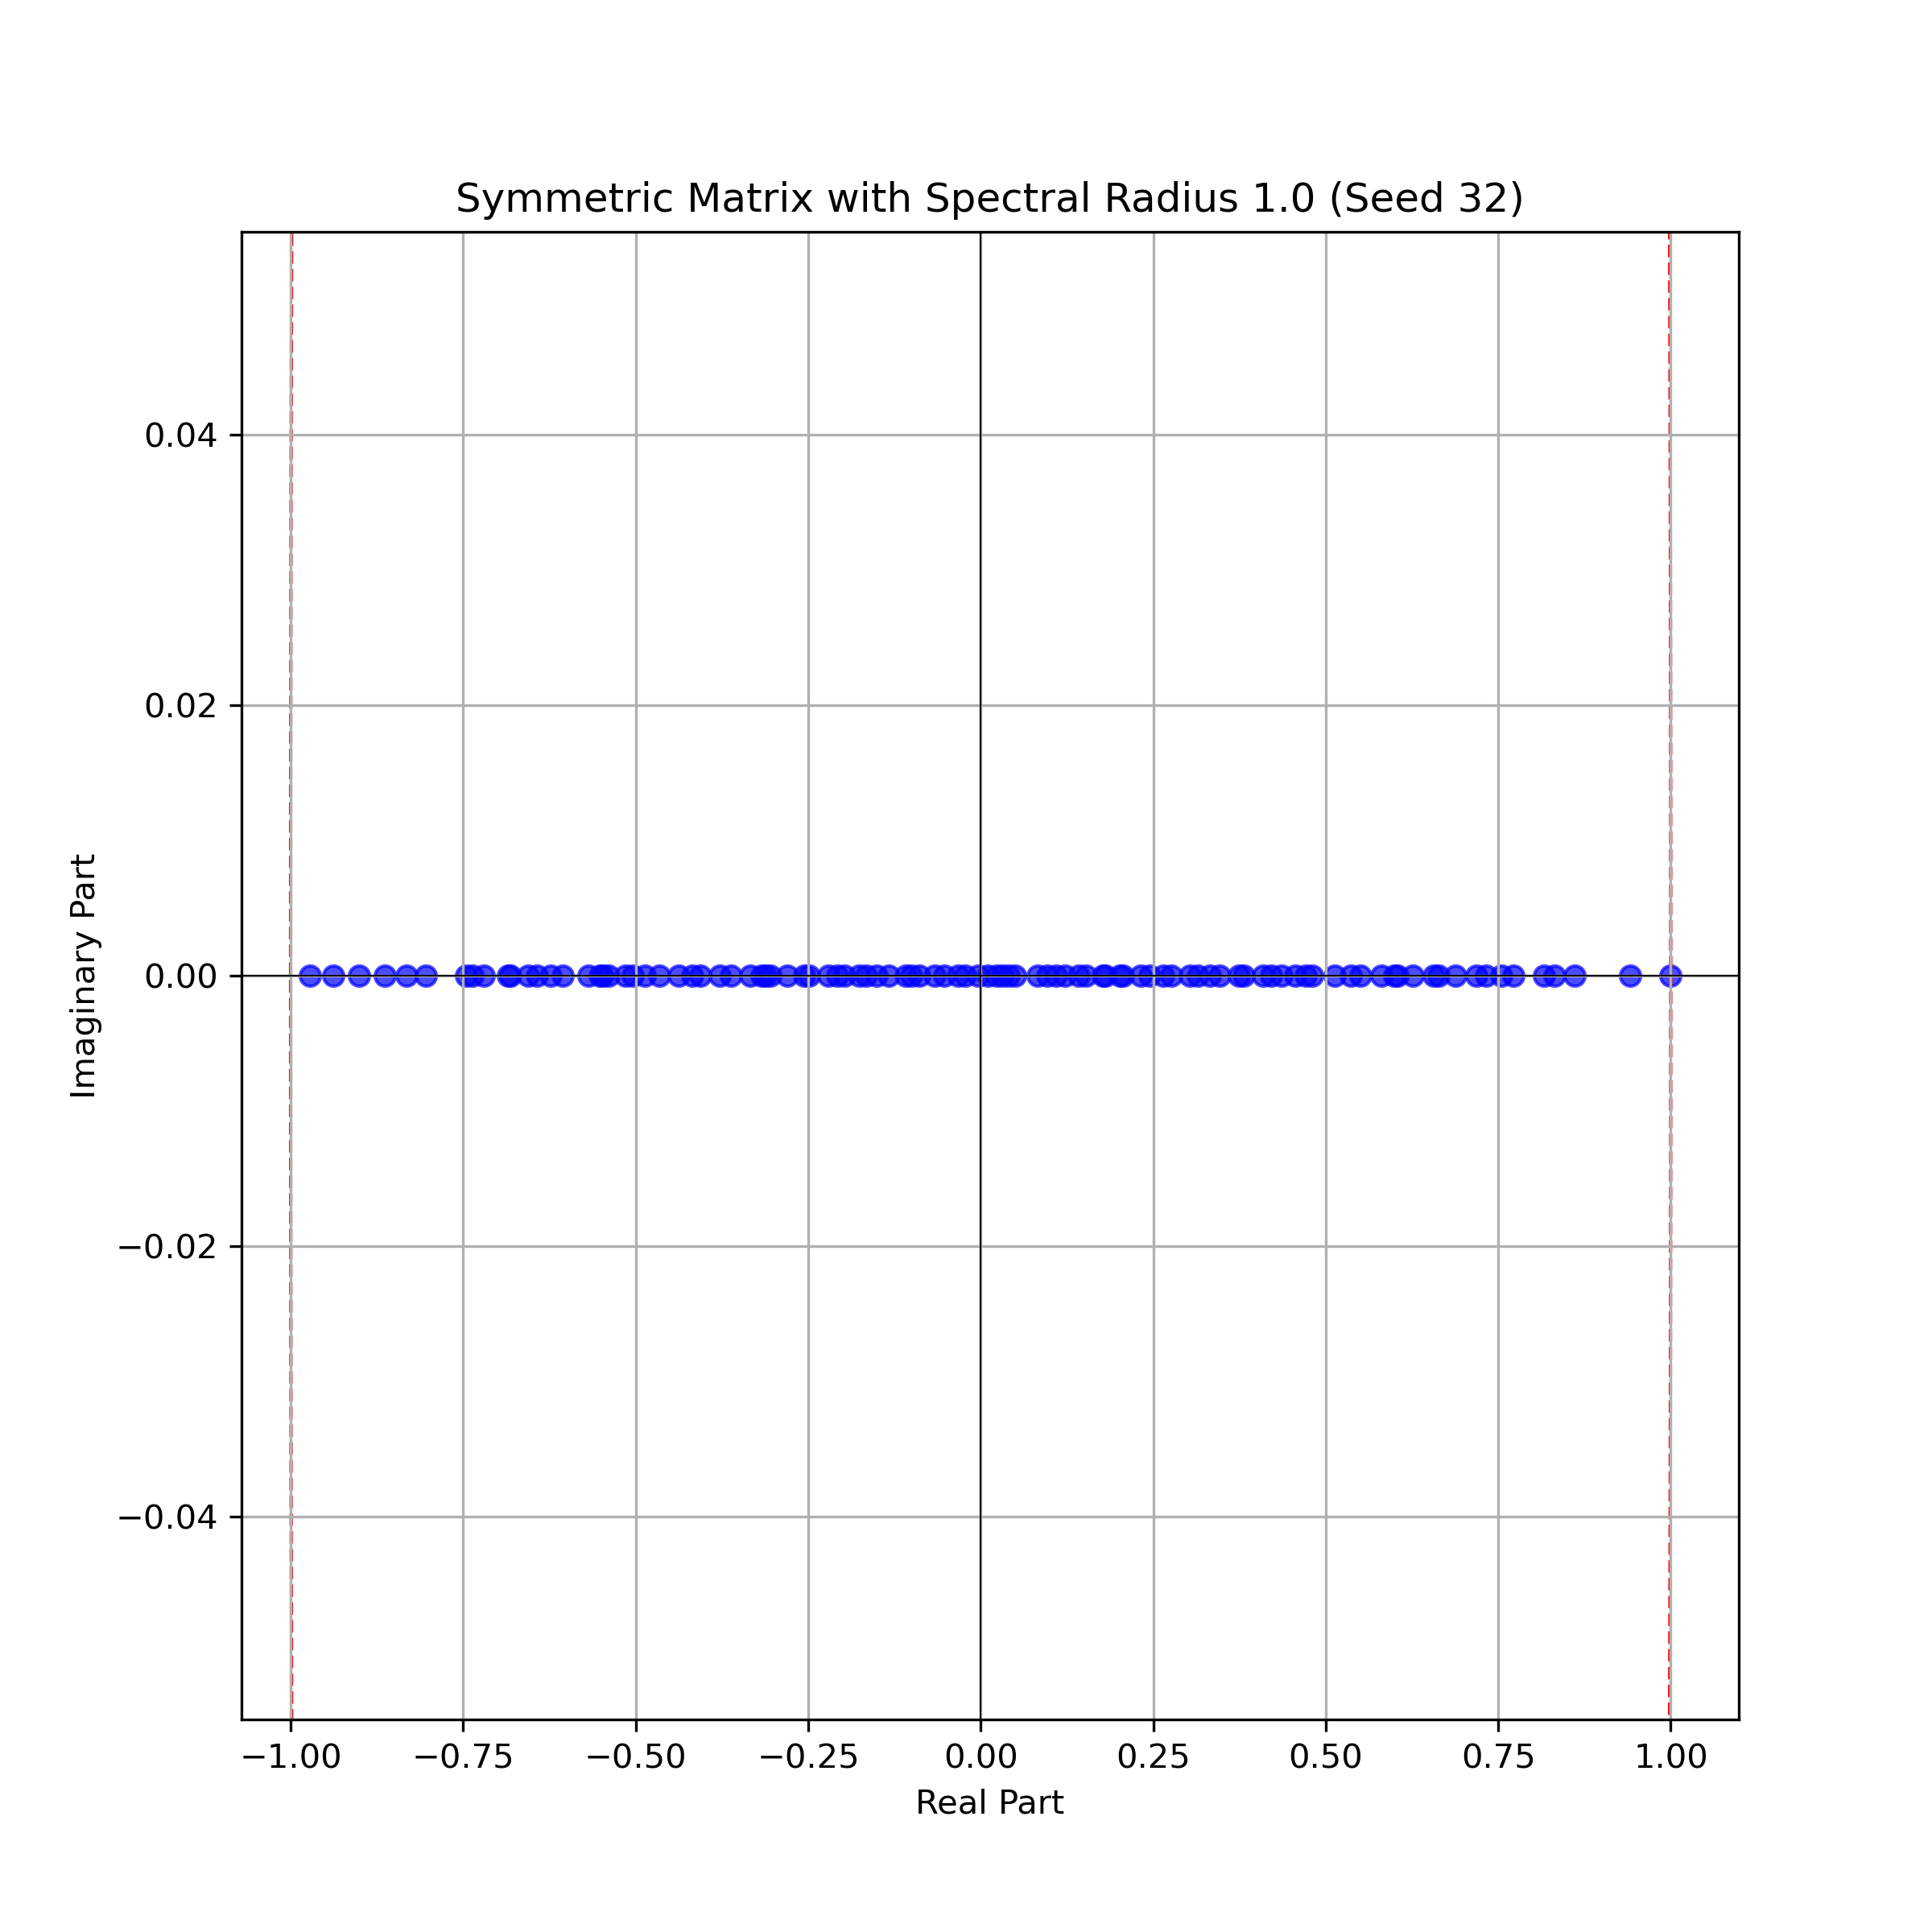 Symmetric Matrix with Spectral Radius 1.0 (Seed 32)
Imaginary Part
0.04
0.02
0.00
−0.02
−0.04
−1.00 −0.75 −0.50 −0.25 0.00 0.25 0.50 0.75 1.00
Real Part